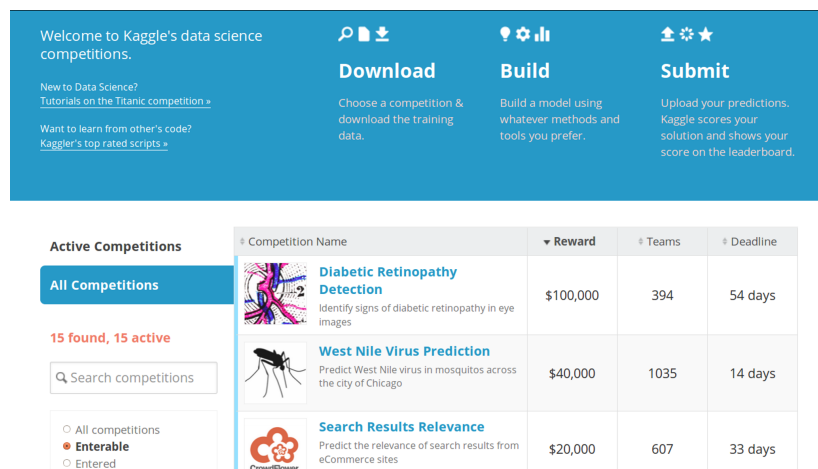 Welcome to Kaggle's data science
competitions.
New to Data Science?
Tutorials on the Titanic competition »
Want to learn from other's code?
Kaggler's top rated scripts »
Download
Choose a competition &
download the training
data.
Build
Build a model using
whatever methods and
tools you prefer.
Submit
Upload your predictions.
Kaggle scores your
solution and shows your
score on the leaderboard.
Active Competitions
All Competitions
15 found, 15 active
Search competitions
All competitions
Enterable
Entered
Competition Name
Reward
Teams
Deadline
Diabetic Retinopathy
Detection
Identify signs of diabetic retinopathy in eye
images
$100,000
394
54 days
West Nile Virus Prediction
Predict West Nile virus in mosquitos across
the city of Chicago
$40,000
1035
14 days
CrowdFlower
Search Results Relevance
Predict the relevance of search results from
eCommerce sites
$20,000
607
33 days